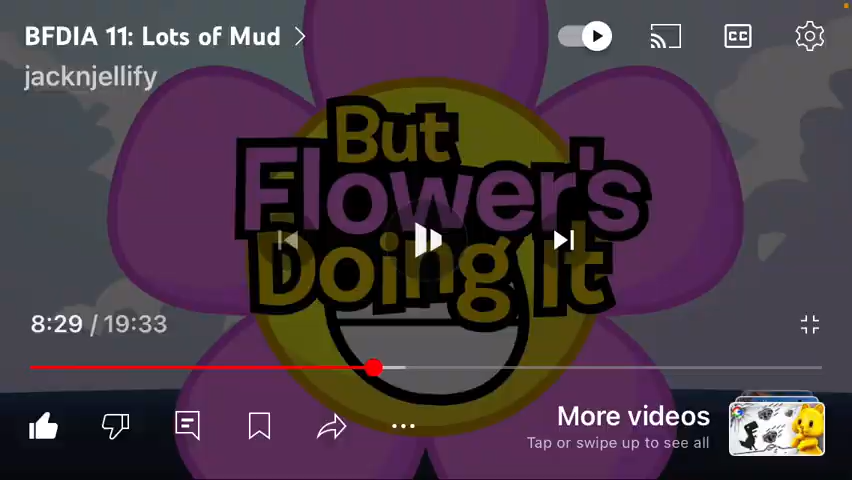 BFDIA 11: Lots of Mud
jacknjellify
CC
But
Flower's
Doing It
8:29 / 19:33
More videos
Tap or swipe up to see all